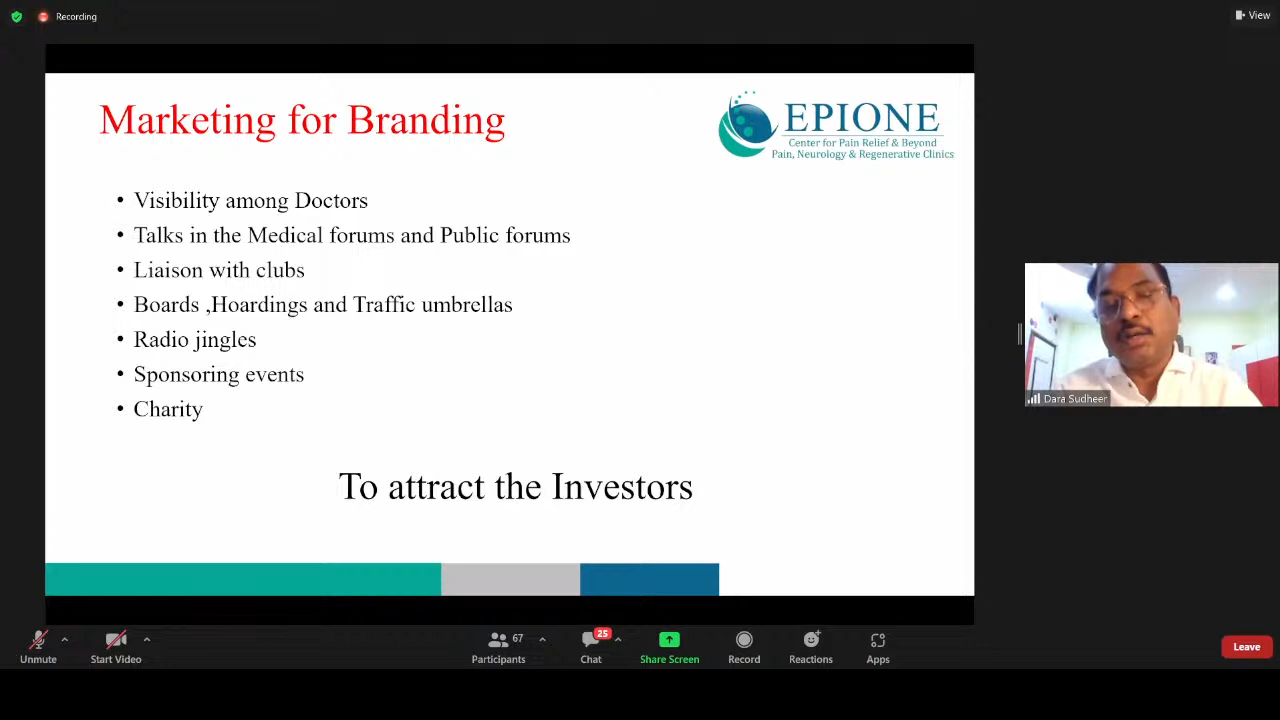 Recording
View
Marketing for Branding
EPIONE
Center for Pain Relief & Beyond
Pain, Neurology & Regenerative Clinics
• Visibility among Doctors
• Talks in the Medical forums and Public forums
• Liaison with clubs
• Boards ,Hoardings and Traffic umbrellas
• Radio jingles
• Sponsoring events
• Charity
To attract the Investors
Dara Sudheer
Unmute
Start Video
67
Participants
25
Chat
Share Screen
Record
Reactions
Apps
Leave